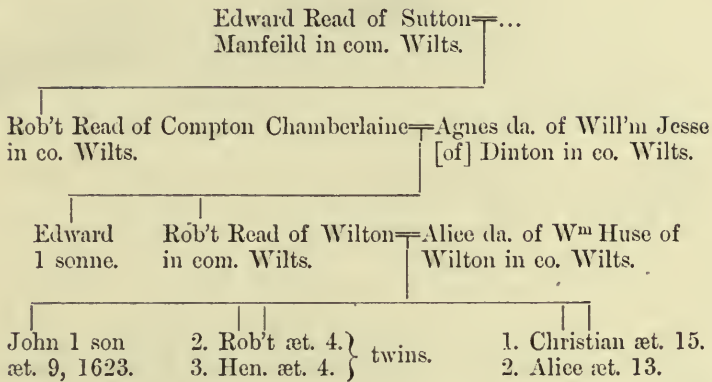 Edward Read of Sutton=...
Manfeild in com. Wilts.
Rob't Read of Compton Chamberlaine=Agnes da. of Will'm Jesse
in co. Wilts. [of] Dinton in co. Wilts.
Edward Rob't Read of Wilton=Alice da. of Wᵐ Huse of
1 sonne. in com. Wilts. Wilton in co. Wilts.
John 1 son 2. Rob't æt. 4.} twins. 1. Christian æt. 15.
æt. 9, 1623. 3. Hen. æt. 4. 2. Alice æt. 13.